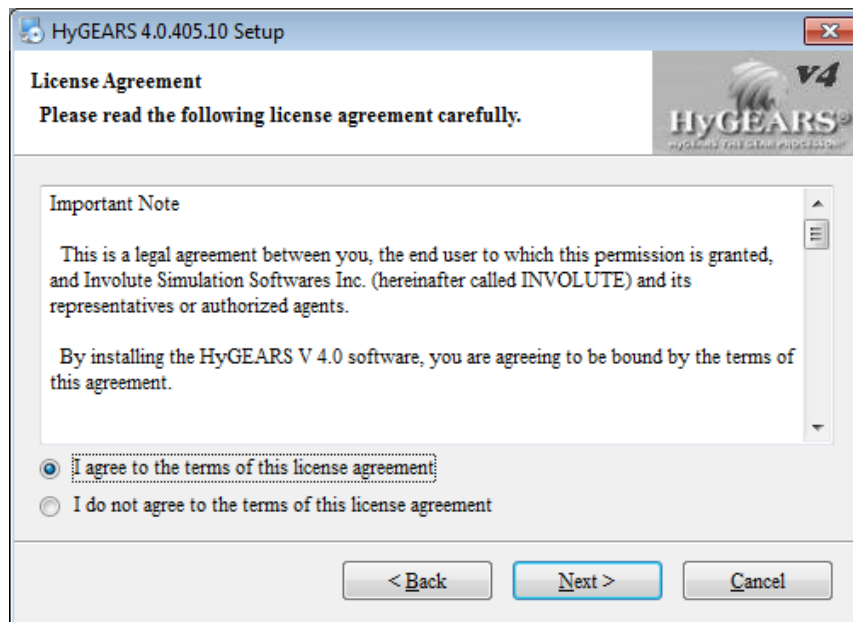 HyGEARS 4.0.405.10 Setup
License Agreement
Please read the following license agreement carefully.
V4
HyGEARS®
HyGEARS THE GEAR PROCESSOR®
Important Note
This is a legal agreement between you, the end user to which this permission is granted,
and Involute Simulation Softwares Inc. (hereinafter called INVOLUTE) and its
representatives or authorized agents.
By installing the HyGEARS V 4.0 software, you are agreeing to be bound by the terms of
this agreement.
I agree to the terms of this license agreement
I do not agree to the terms of this license agreement
< Back
Next >
Cancel